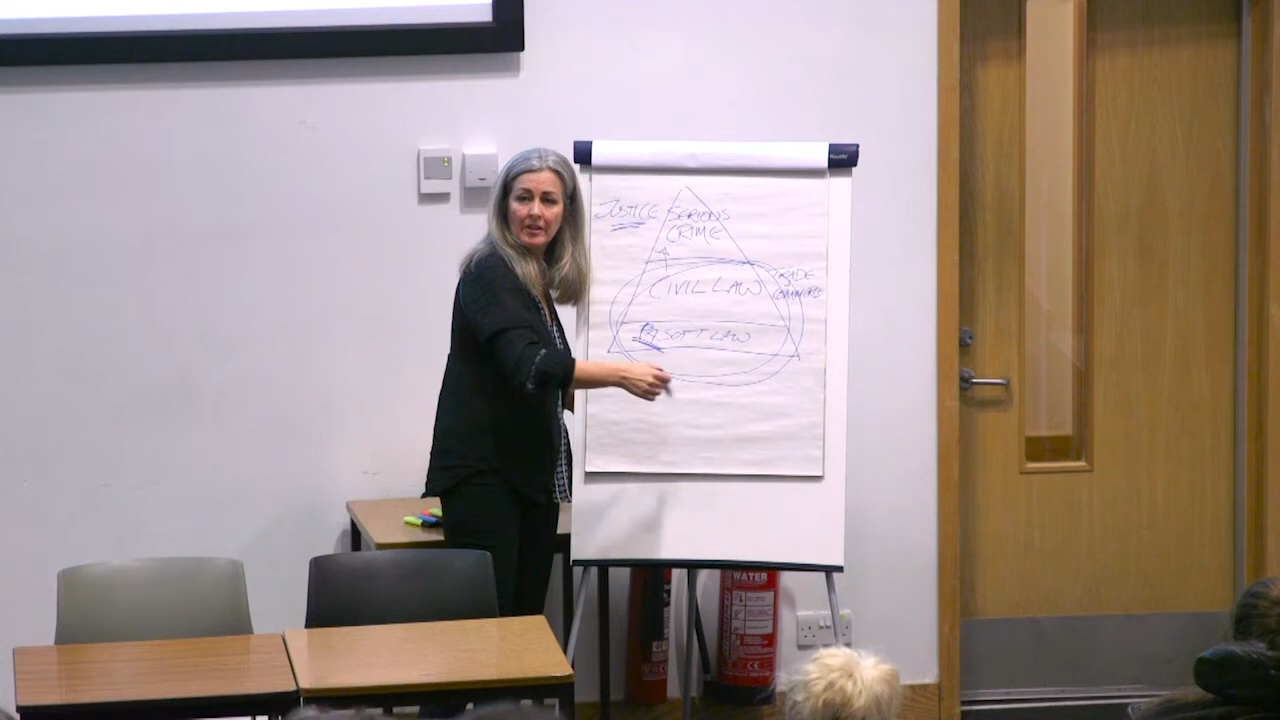 JUSTICE
SERIOUS
CRIME
CIVIL LAW
TRADE
COMMERCE
SOFT LAW
WATER